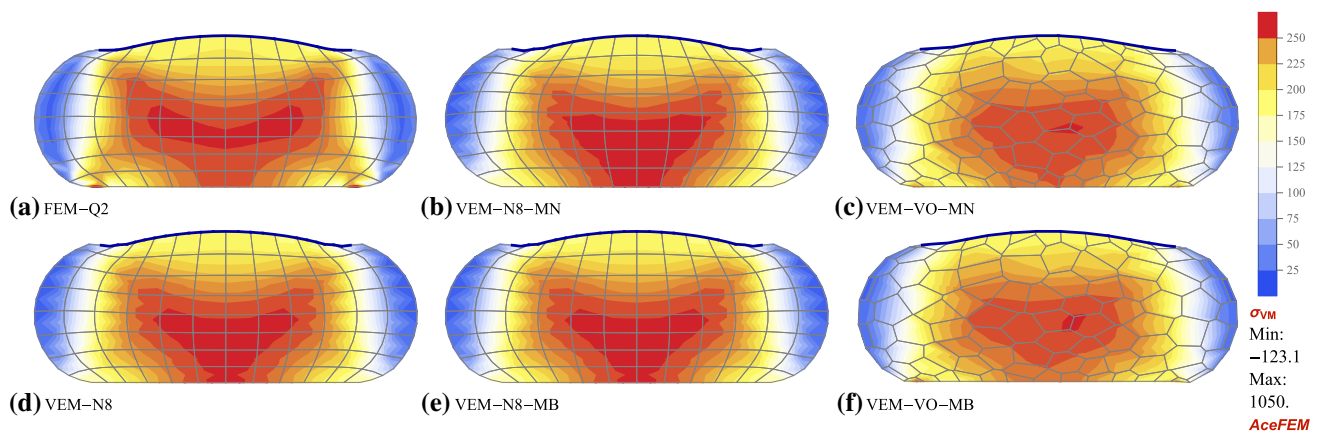 (a) FEM−Q2
(b) VEM−N8−MN
(c) VEM−VO−MN
(d) VEM−N8
(e) VEM−N8−MB
(f) VEM−VO−MB
250
225
200
175
150
125
100
75
50
25
σVM
Min:
−123.1
Max:
1050.
AceFEM